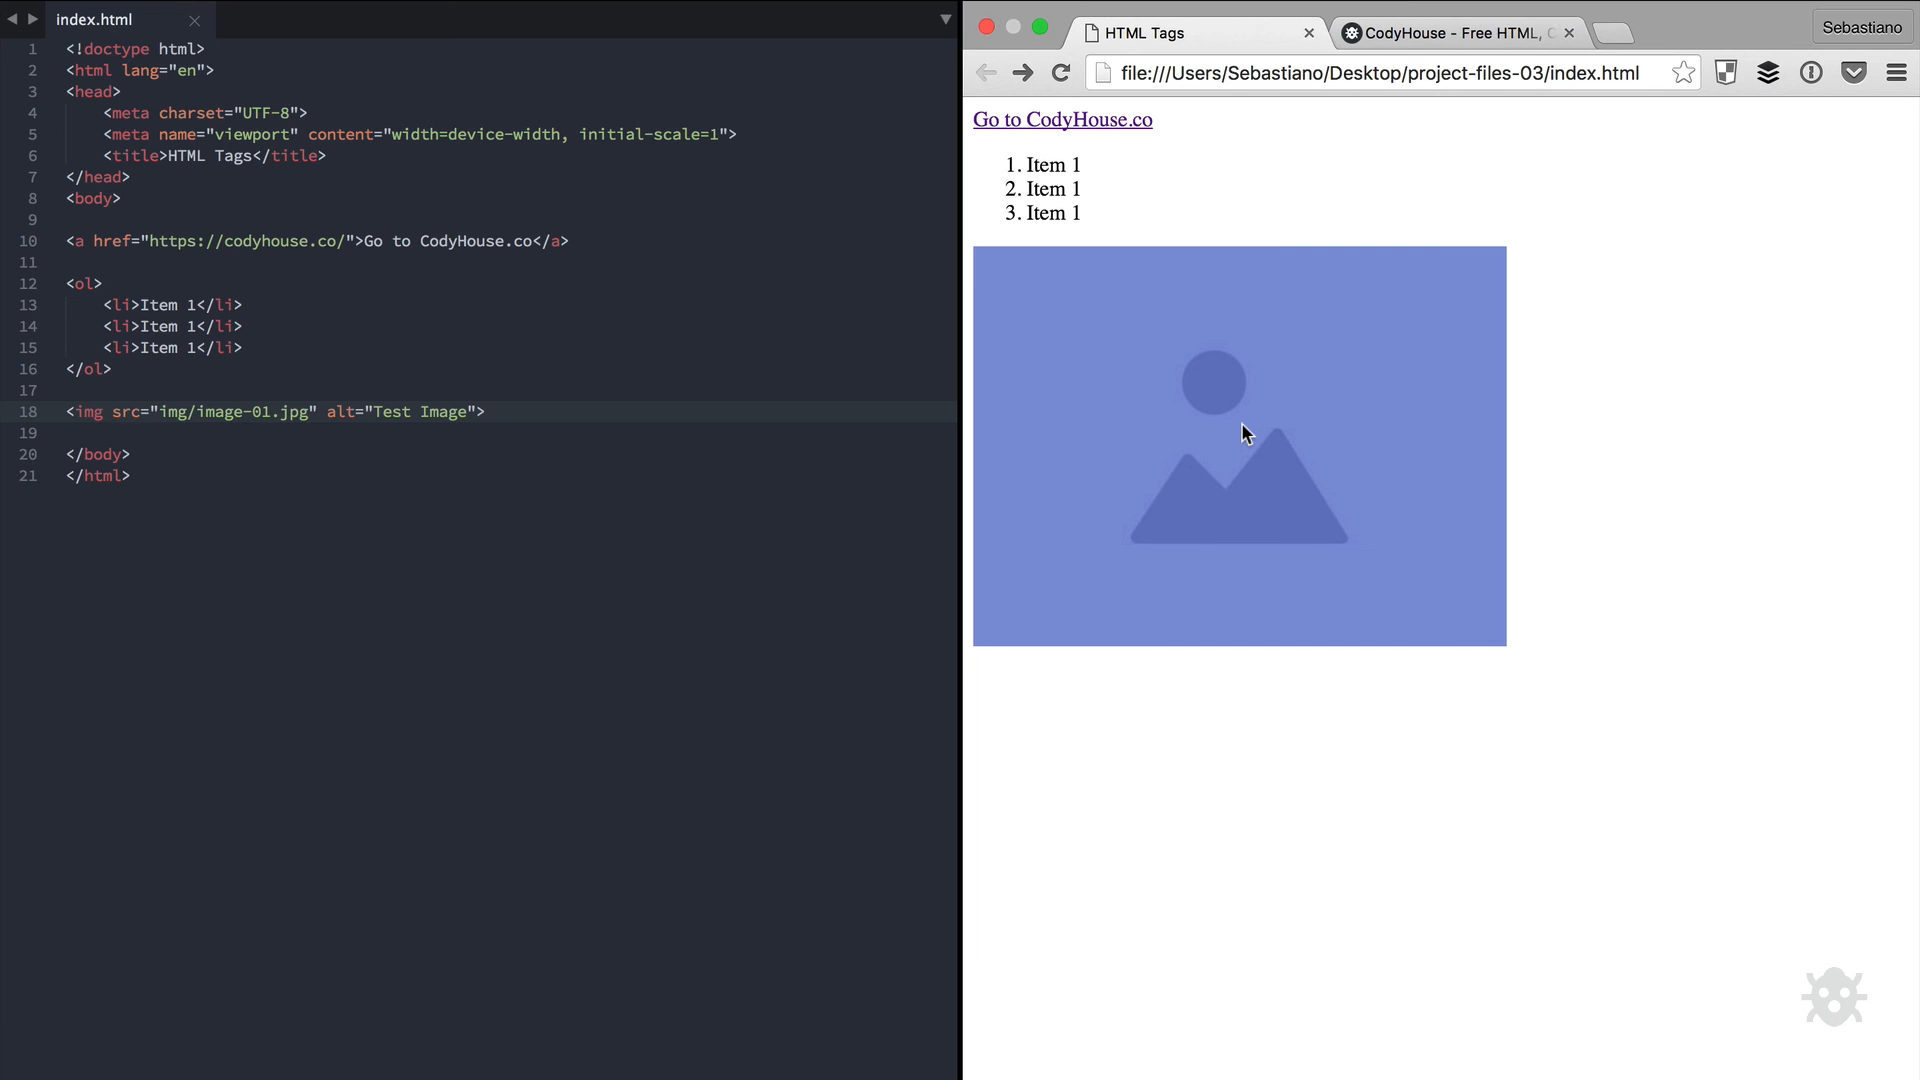 index.html
1 <!doctype html>
2 <html lang="en">
3 <head>
4 <meta charset="UTF-8">
5 <meta name="viewport" content="width=device-width, initial-scale=1">
6 <title>HTML Tags</title>
7 </head>
8 <body>
9
10 <a href="https://codyhouse.co/">Go to CodyHouse.co</a>
11
12 <ol>
13 <li>Item 1</li>
14 <li>Item 1</li>
15 <li>Item 1</li>
16 </ol>
17
18 <img src="img/image-01.jpg" alt="Test Image">
19
20 </body>
21 </html>
HTML Tags
CodyHouse - Free HTML, C
Sebastiano
file:///Users/Sebastiano/Desktop/project-files-03/index.html
Go to CodyHouse.co
1. Item 1
2. Item 1
3. Item 1